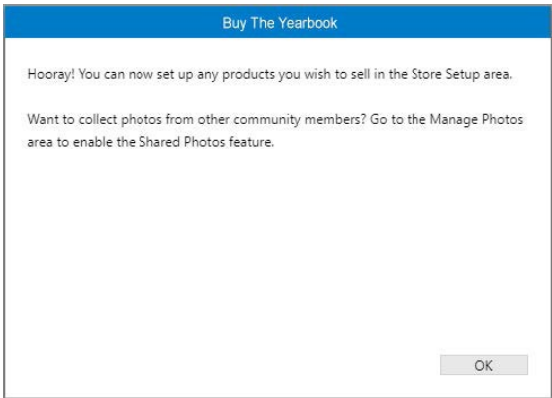 Buy The Yearbook
Hooray! You can now set up any products you wish to sell in the Store Setup area.
Want to collect photos from other community members? Go to the Manage Photos
area to enable the Shared Photos feature.
OK